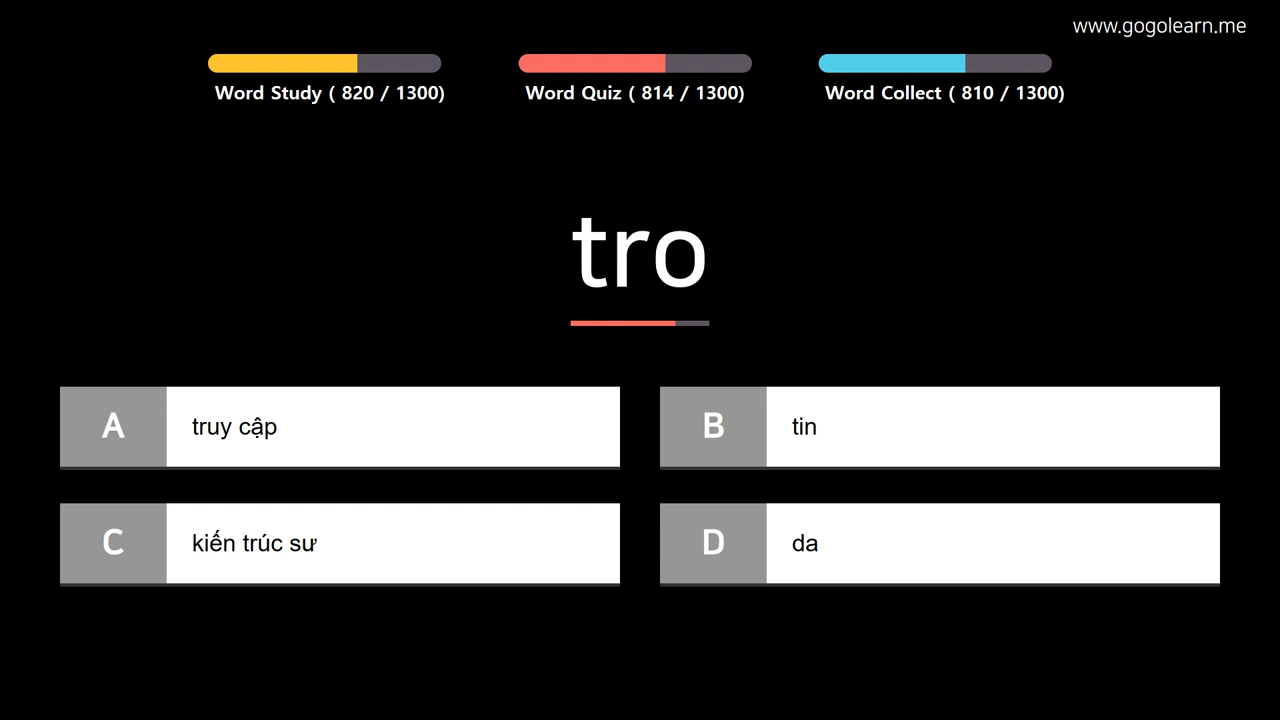 www.gogolearn.me
Word Study ( 820 / 1300)
Word Quiz ( 814 / 1300)
Word Collect ( 810 / 1300)
tro
A truy cập
B tin
C kiến trúc sư
D da